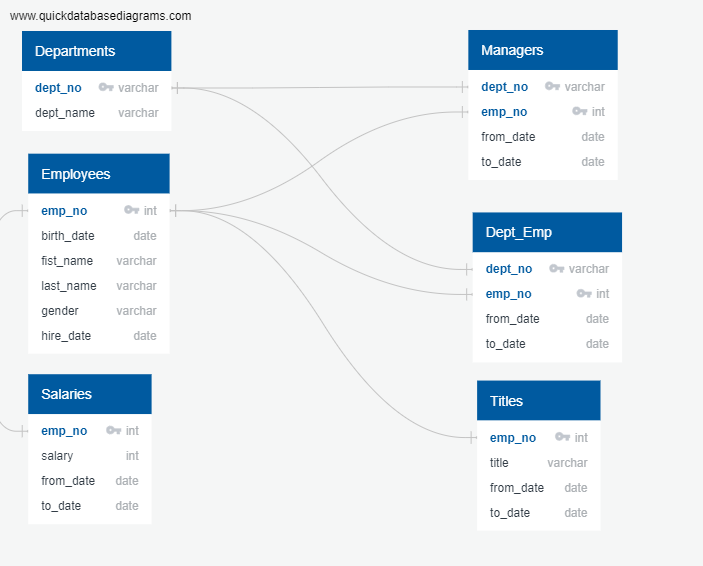 www.quickdatabasediagrams.com
Departments
dept_no varchar
dept_name varchar
Employees
emp_no int
birth_date date
fist_name varchar
last_name varchar
gender varchar
hire_date date
Salaries
emp_no int
salary int
from_date date
to_date date
Managers
dept_no varchar
emp_no int
from_date date
to_date date
Dept_Emp
dept_no varchar
emp_no int
from_date date
to_date date
Titles
emp_no int
title varchar
from_date date
to_date date